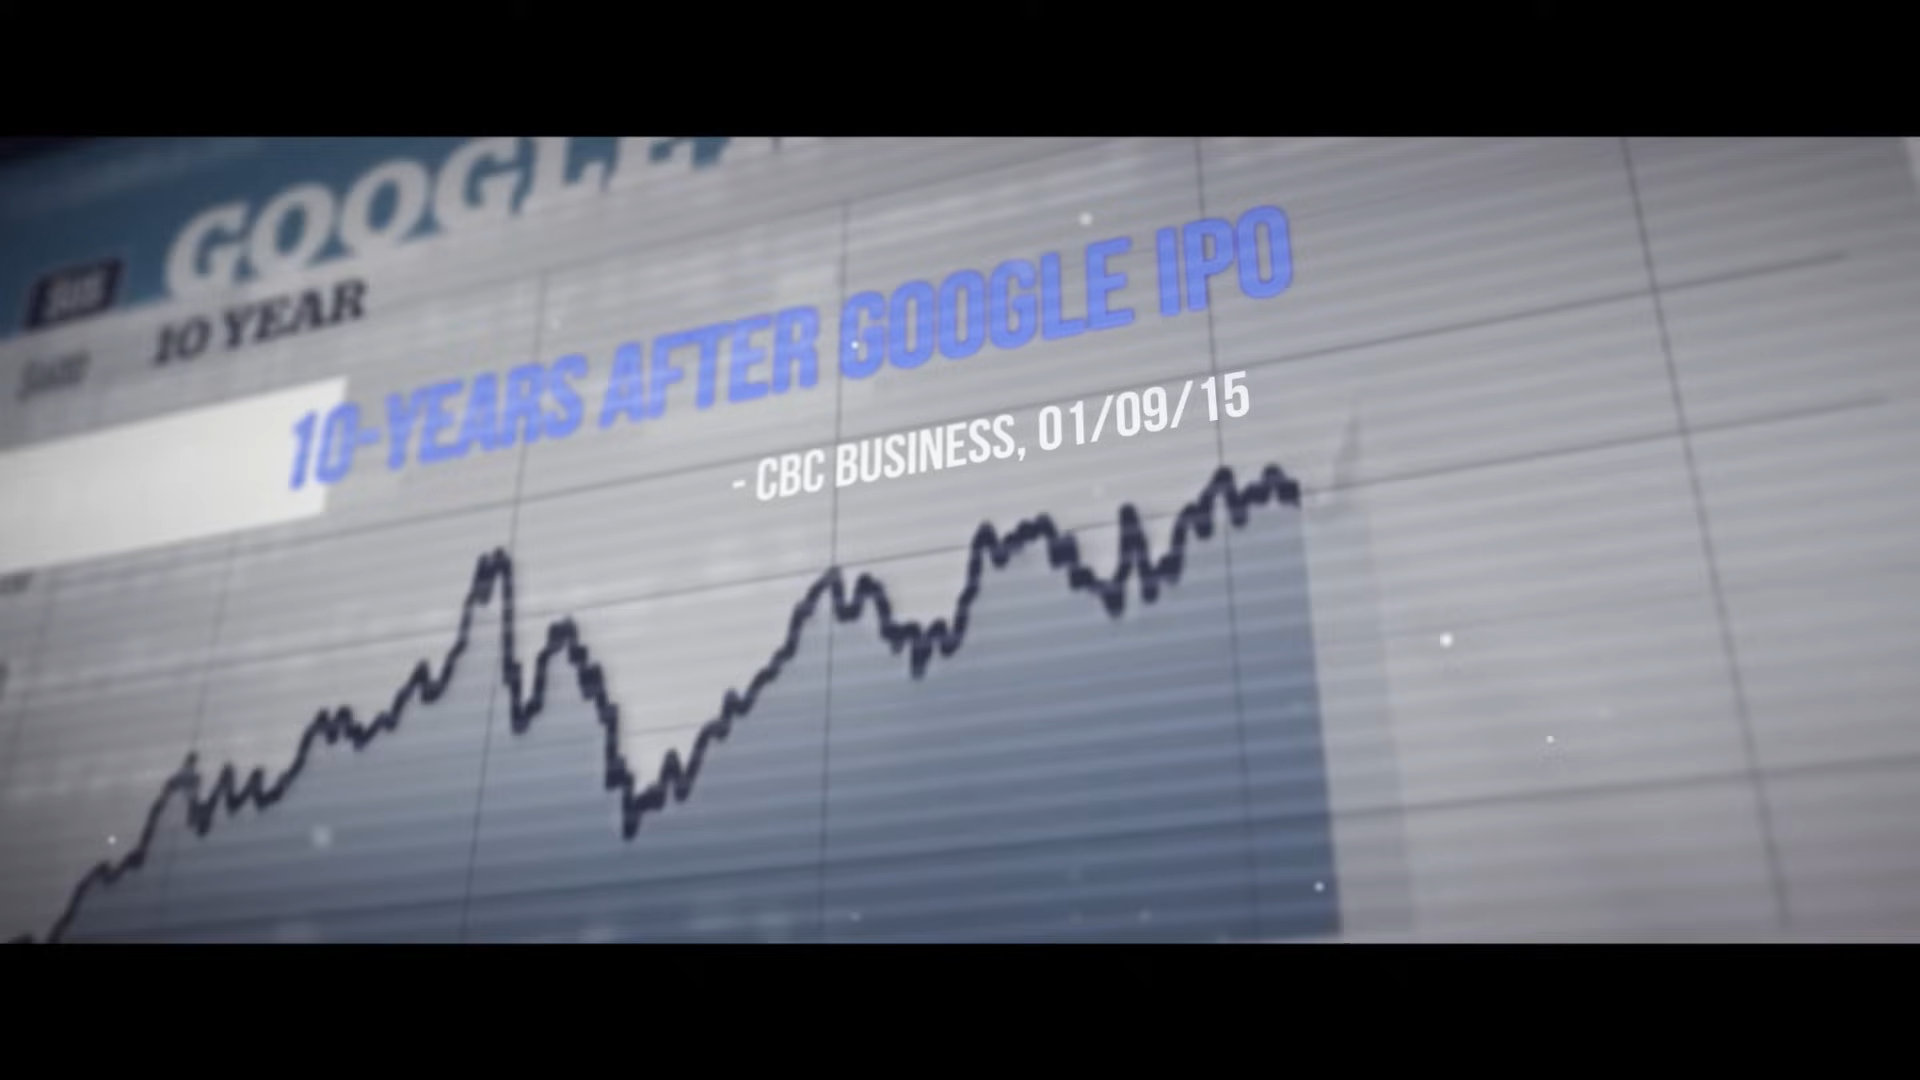 GOOGLE
10 YEAR
10-YEARS AFTER GOOGLE IPO
- CBC BUSINESS, 01/09/15